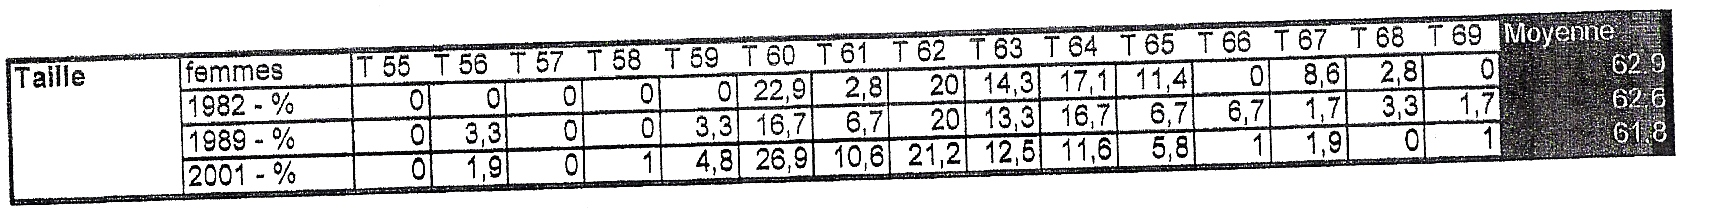 Taille femmes T 55 T 56 T 57 T 58 T 59 T 60 T 61 T 62 T 63 T 64 T 65 T 66 T 67 T 68 T 69 Moyenne
1982 - % 0 0 0 0 0 22,9 2,8 20 14,3 17,1 11,4 0 8,6 2,8 0 62.9
1989 - % 0 3,3 0 0 3,3 16,7 6,7 20 13,3 16,7 6,7 6,7 1,7 3,3 1,7 62.6
2001 - % 0 1,9 0 1 4,8 26,9 10,6 21,2 12,5 11,6 5,8 1 1,9 0 1 61.8